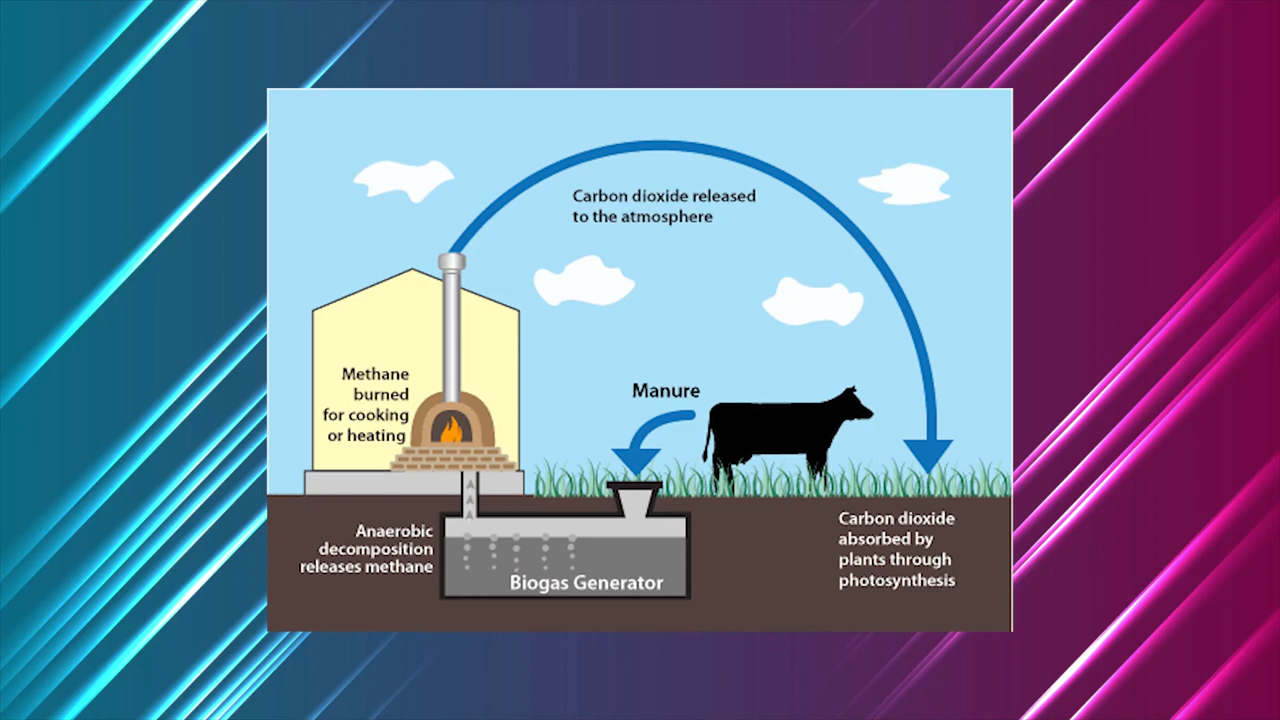 Carbon dioxide released
to the atmosphere
Methane
burned
for cooking
or heating
Manure
Anaerobic
decomposition
releases methane
Biogas Generator
Carbon dioxide
absorbed by
plants through
photosynthesis